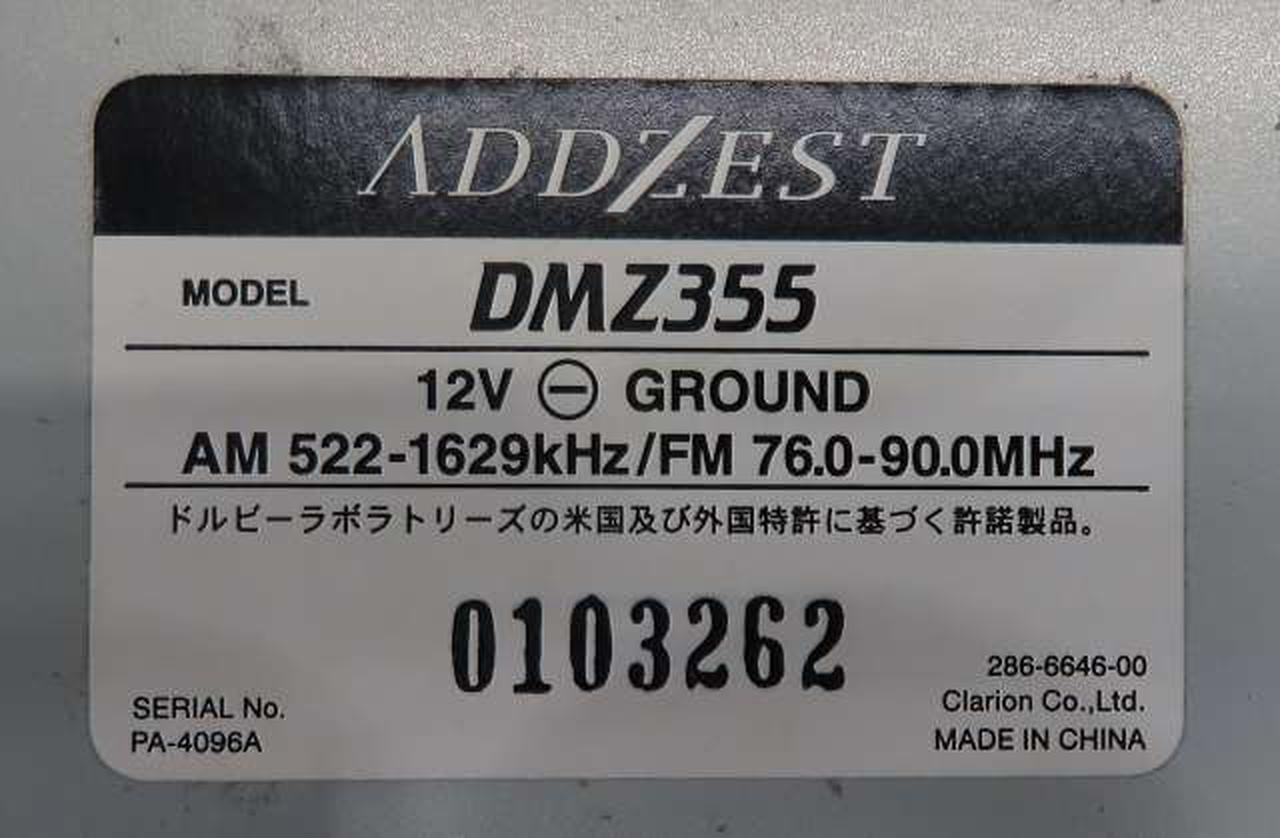 ADDZEST
MODEL DMZ355
12V ⊖ GROUND
AM 522-1629kHz/FM 76.0-90.0MHz
ドルビーラボラトリーズの米国及び外国特許に基づく許諾製品。
0103262
286-6646-00
SERIAL No. Clarion Co.,Ltd.
PA-4096A MADE IN CHINA